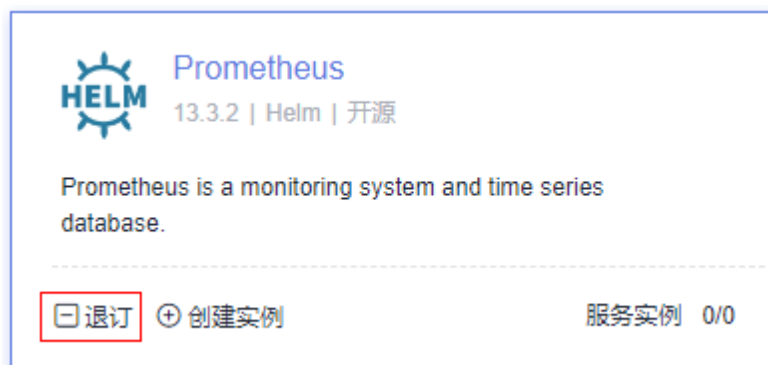 Prometheus
HELM
13.3.2 | Helm | 开源
Prometheus is a monitoring system and time series
database.
退订 创建实例 服务实例 0/0